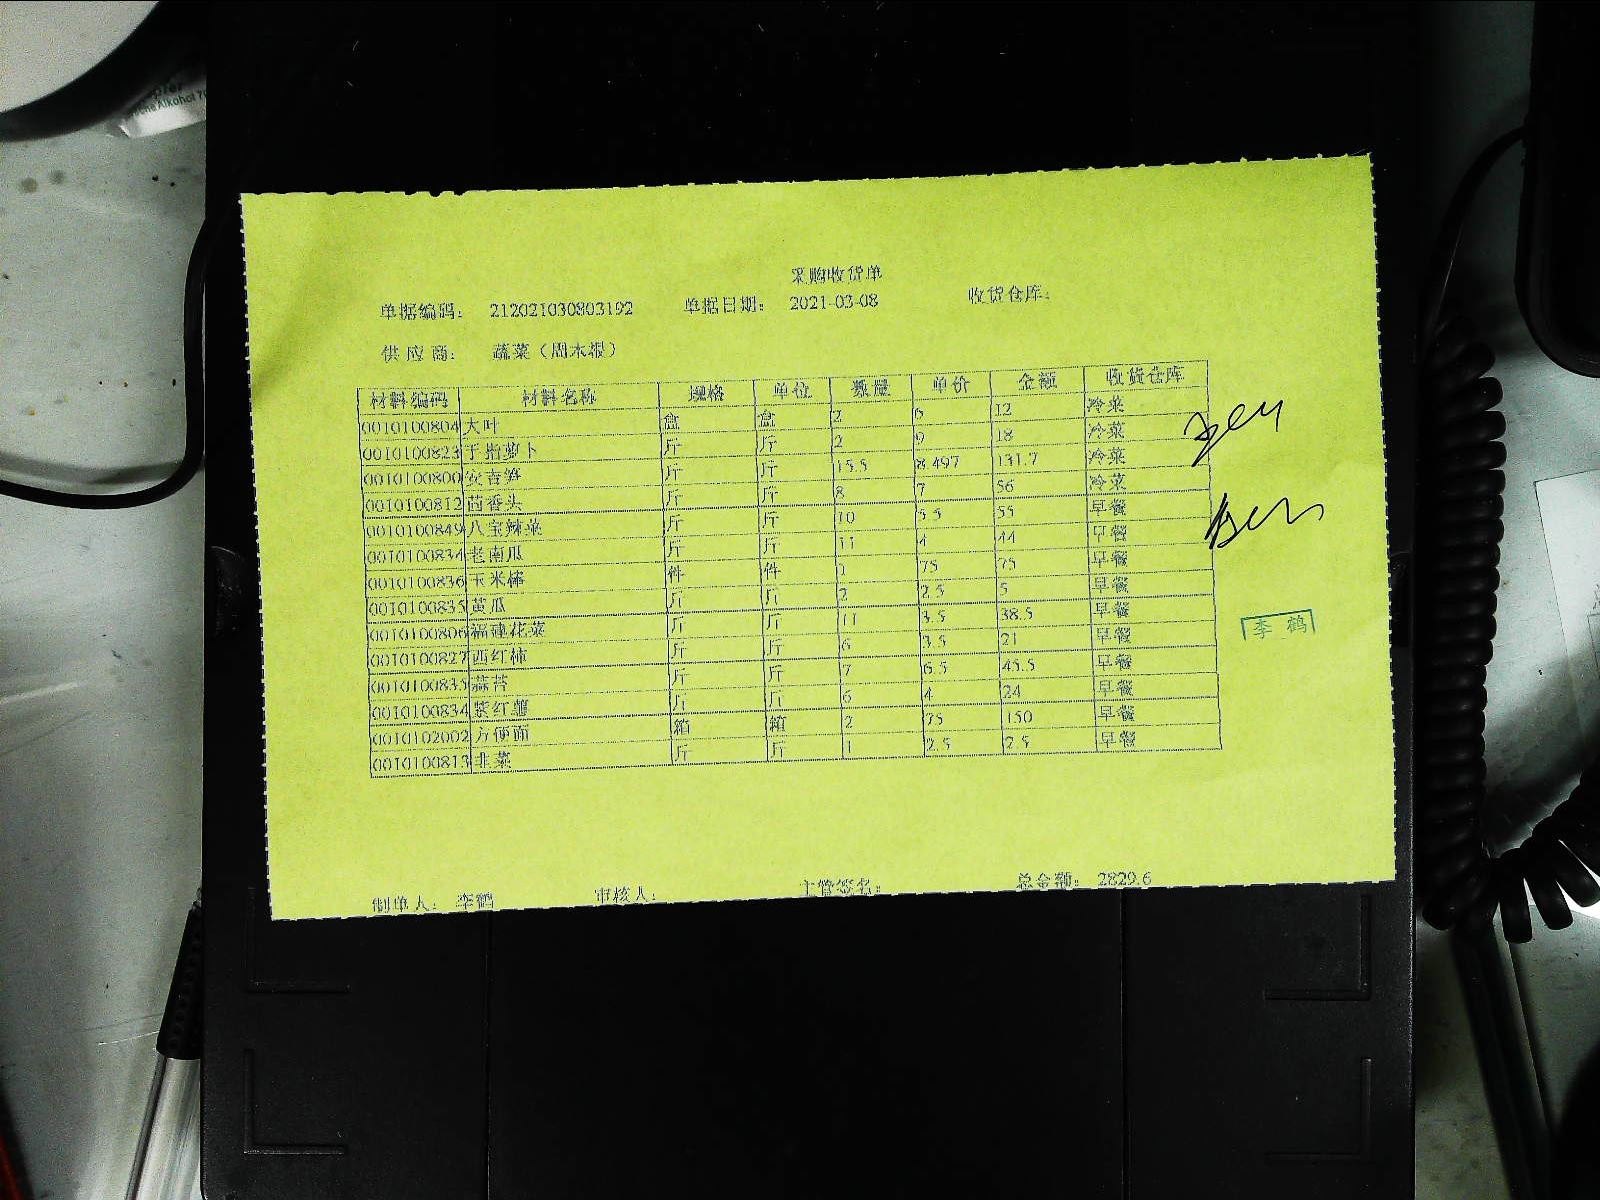 Alkohol 70
采购收货单
单据编码： 212021030803192 单据日期： 2021-03-08 收货仓库：
供应商： 蔬菜（周末报）
材料编码 材料名称 规格 单位 数量 单价 金额 收货仓库
0010100804 大叶 盒 盒 2 6 12 冷菜
0010100823 手指萝卜 斤 斤 2 9 18 冷菜
0010100800 安吉笋 斤 斤 15.5 8.497 131.7 冷菜
0010100812 茴香头 斤 斤 8 7 56 冷菜
0010100849 八宝辣菜 斤 斤 10 5.5 55 早餐
0010100834 老南瓜 斤 斤 11 4 44 早餐
0010100836 玉米棒 件 件 1 75 75 早餐
0010100835 黄瓜 斤 斤 2 2.5 5 早餐
0010100806 福建花菜 斤 斤 11 3.5 38.5 早餐
0010100827 西红柿 斤 斤 6 3.5 21 早餐
0010100835 蒜苔 斤 斤 7 6.5 45.5 早餐
0010100834 紫红薯 斤 斤 6 4 24 早餐
0010102002 方便面 箱 箱 2 75 150 早餐
0010100813 韭菜 斤 斤 1 2.5 2.5 早餐
李鹤
制单人： 李鹤 审核人： 主管签名： 总金额： 2829.6